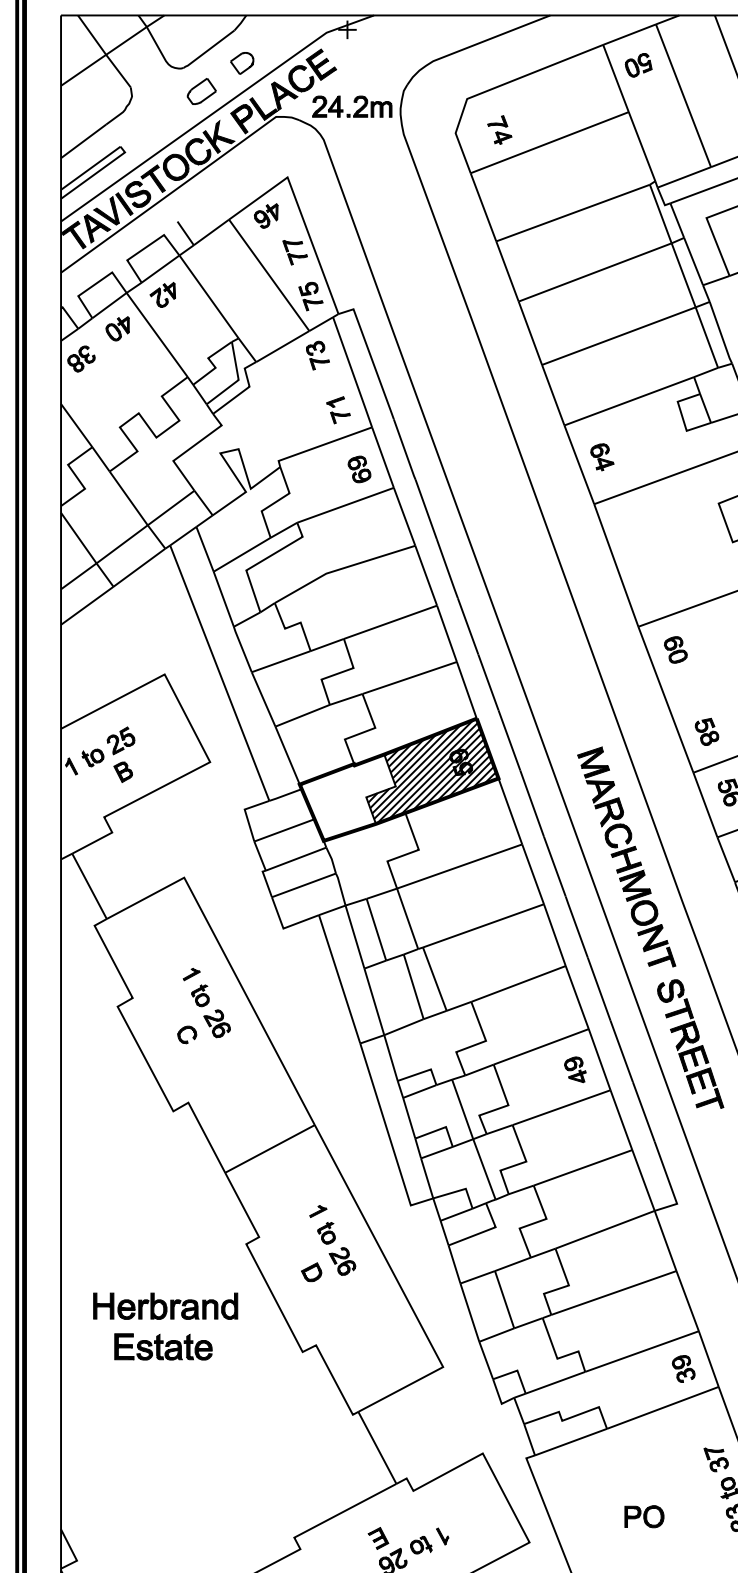 TAVISTOCK PLACE
24.2m
50
74
46
77
75
42
40
38
73
71
69
64
60
58
56
1 to 25
B
59
MARCHMONT STREET
1 to 26
C
49
1 to 26
D
Herbrand
Estate
39
33 to 37
PO
1 to 26
E